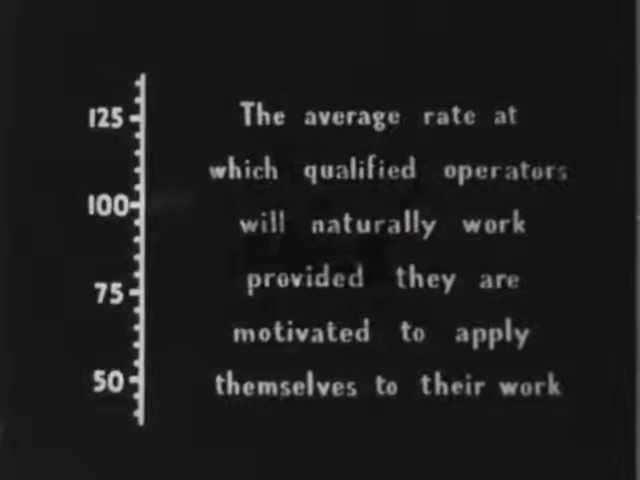 125
100
75
50
The average rate at
which qualified operators
will naturally work
provided they are
motivated to apply
themselves to their work